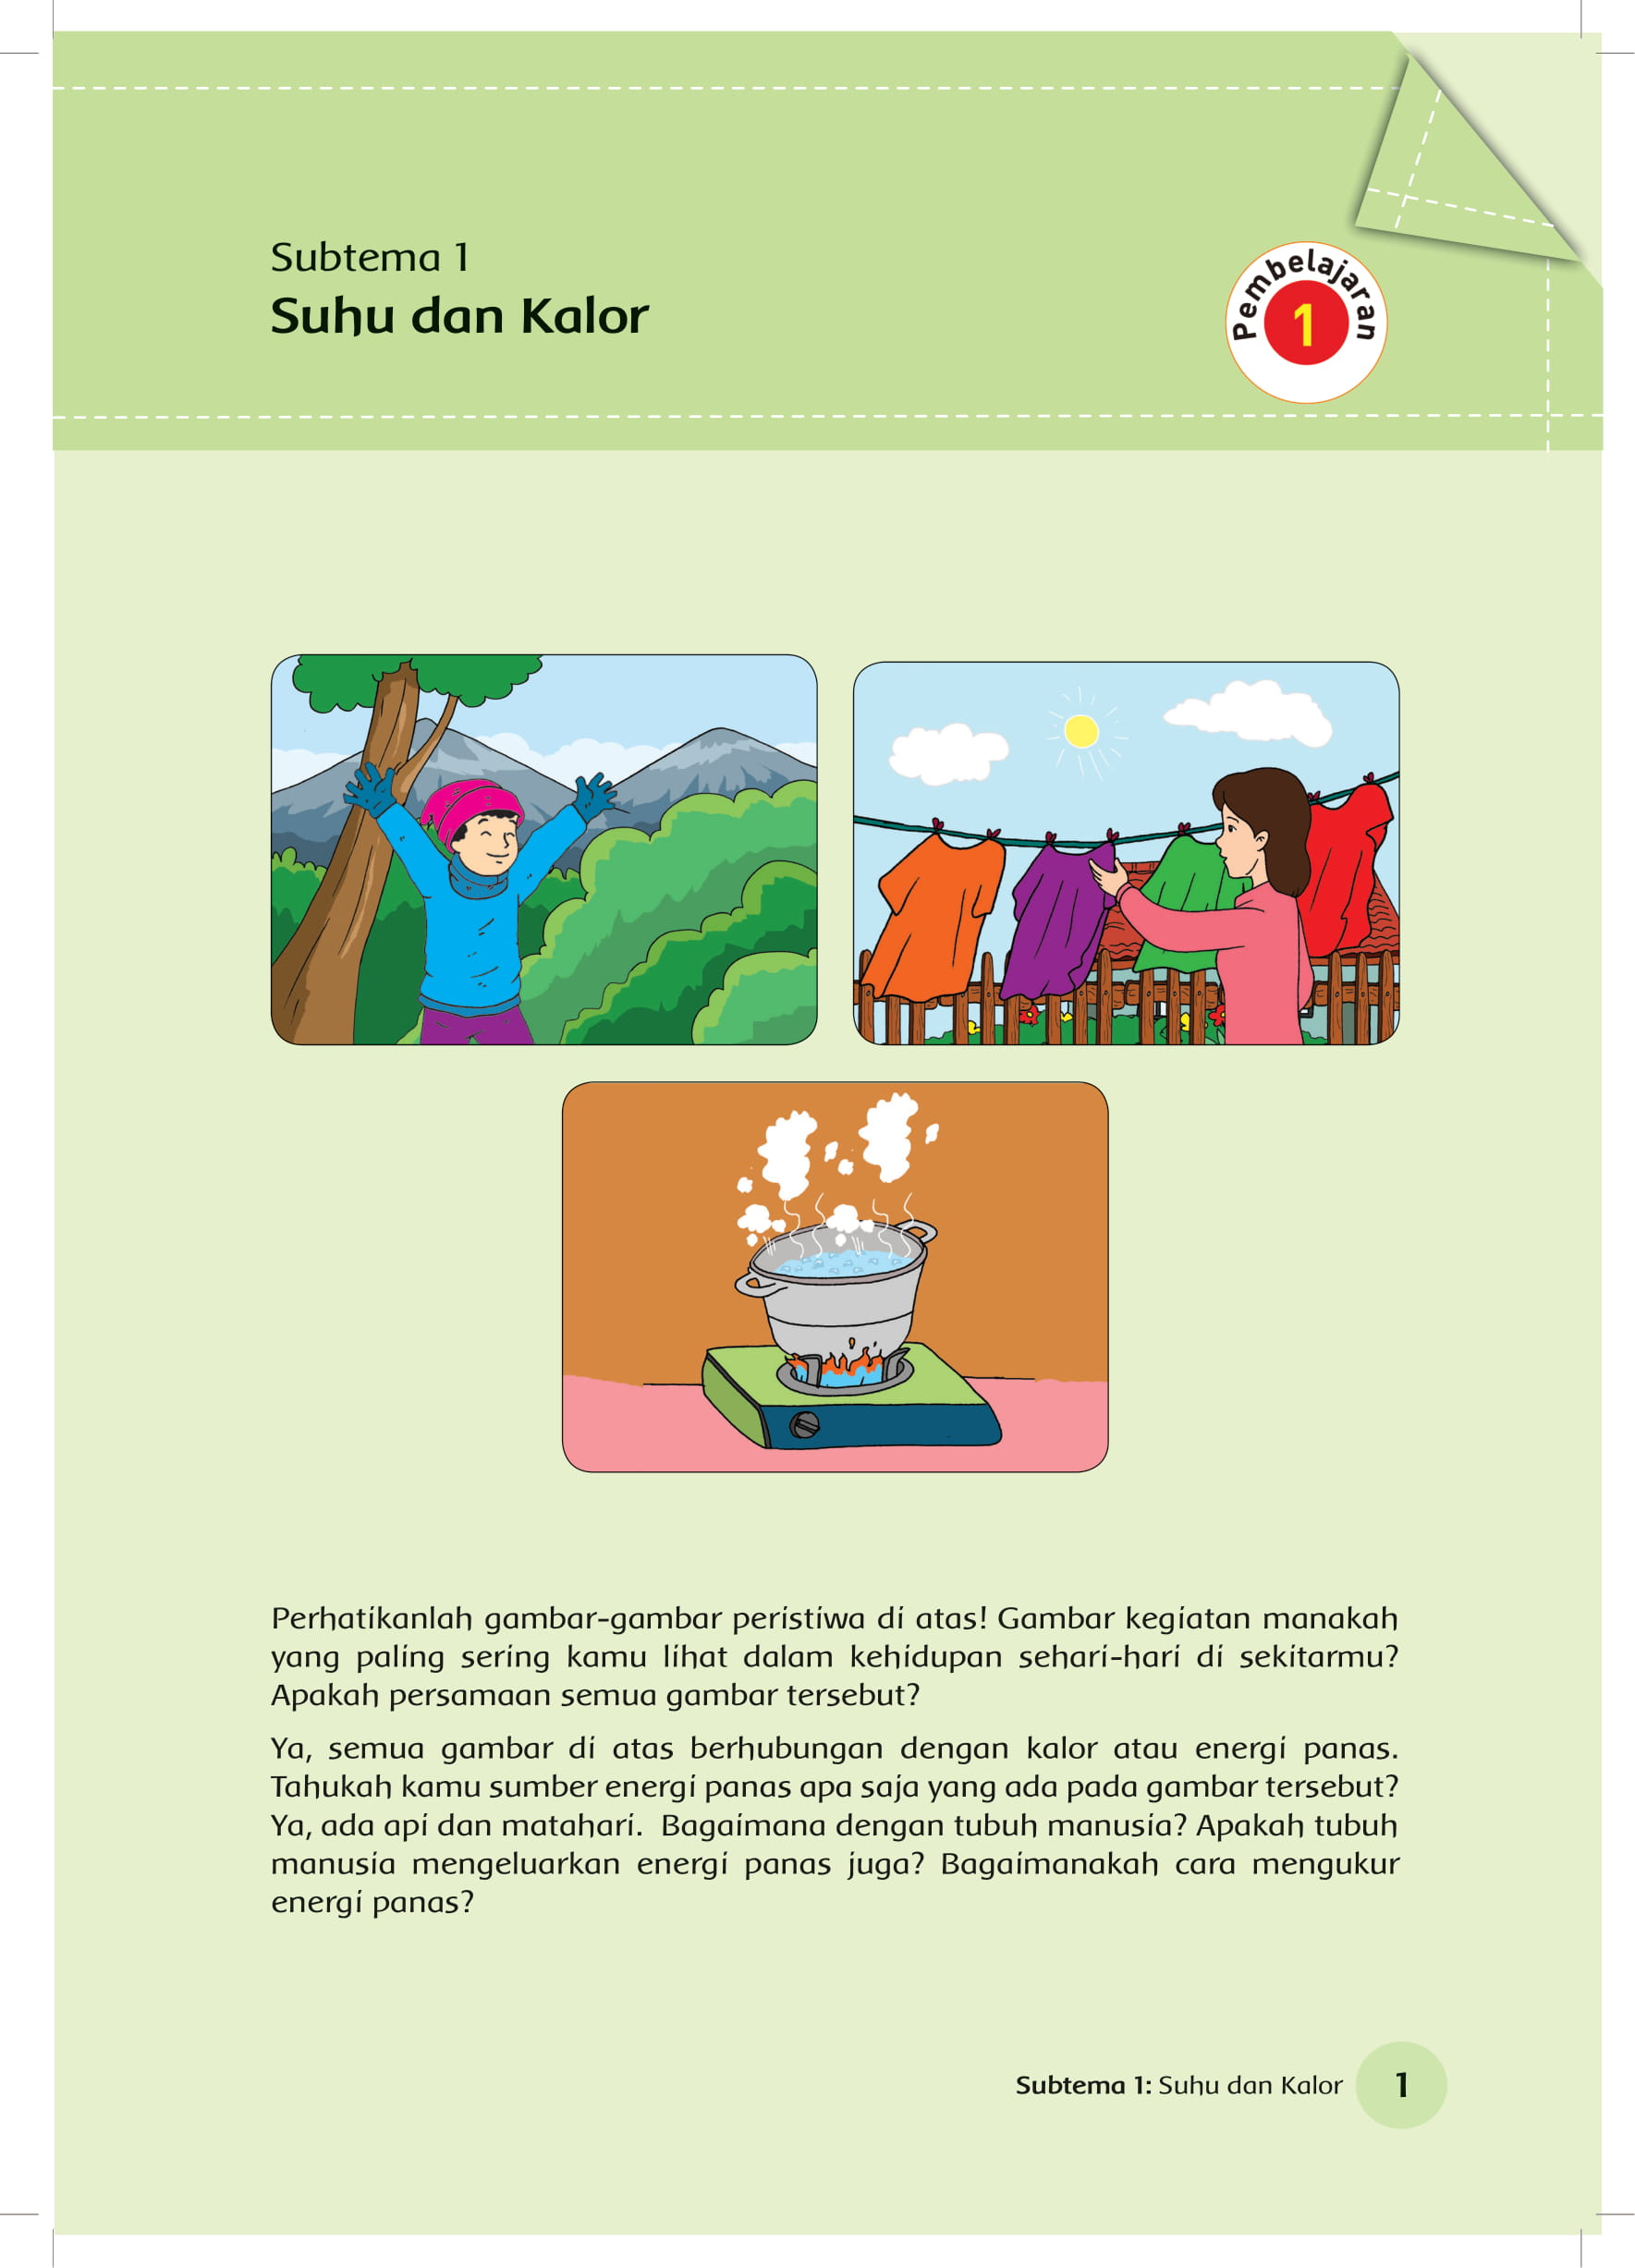 Subtema 1
Suhu dan Kalor
Pembelajaran
1
Perhatikanlah gambar-gambar peristiwa di atas! Gambar kegiatan manakah
yang paling sering kamu lihat dalam kehidupan sehari-hari di sekitarmu?
Apakah persamaan semua gambar tersebut?
Ya, semua gambar di atas berhubungan dengan kalor atau energi panas.
Tahukah kamu sumber energi panas apa saja yang ada pada gambar tersebut?
Ya, ada api dan matahari. Bagaimana dengan tubuh manusia? Apakah tubuh
manusia mengeluarkan energi panas juga? Bagaimanakah cara mengukur
energi panas?
Subtema 1: Suhu dan Kalor
1